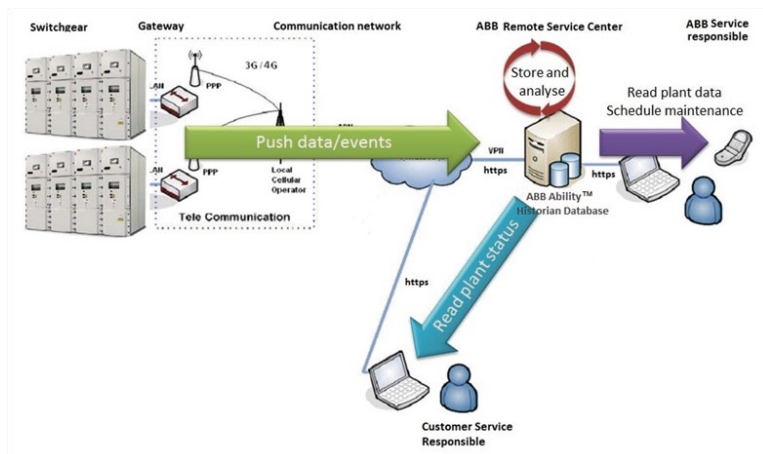 Switchgear
Gateway
Communication network
ABB Remote Service Center
ABB Service
responsible
3G/4G
PPP
Store and
analyse
Read plant data
Schedule maintenance
Push data/events
VPN
https
https
PPP
Local
Cellular
Operator
Tele Communication
ABB Ability™
Historian Database
Read plant status
https
Customer Service
Responsible